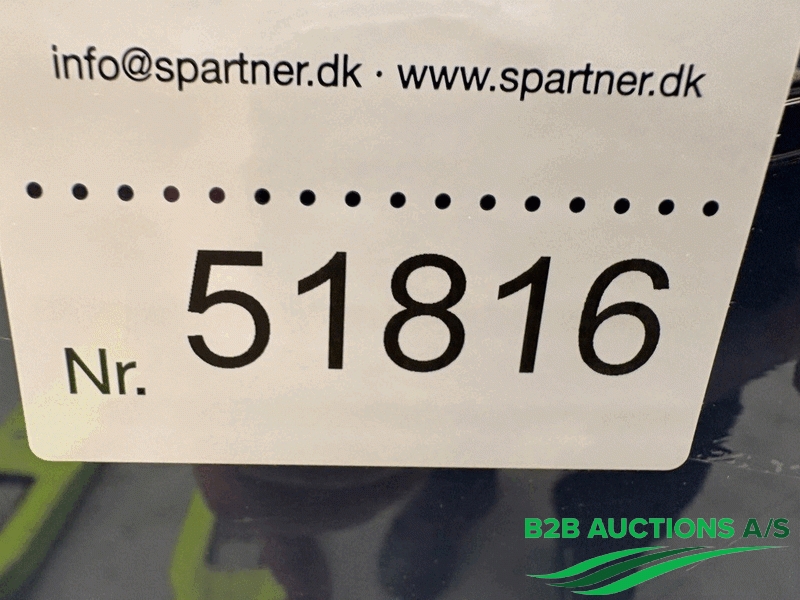 info@spartner.dk · www.spartner.dk
Nr. 51816
B2B AUCTIONS A/S